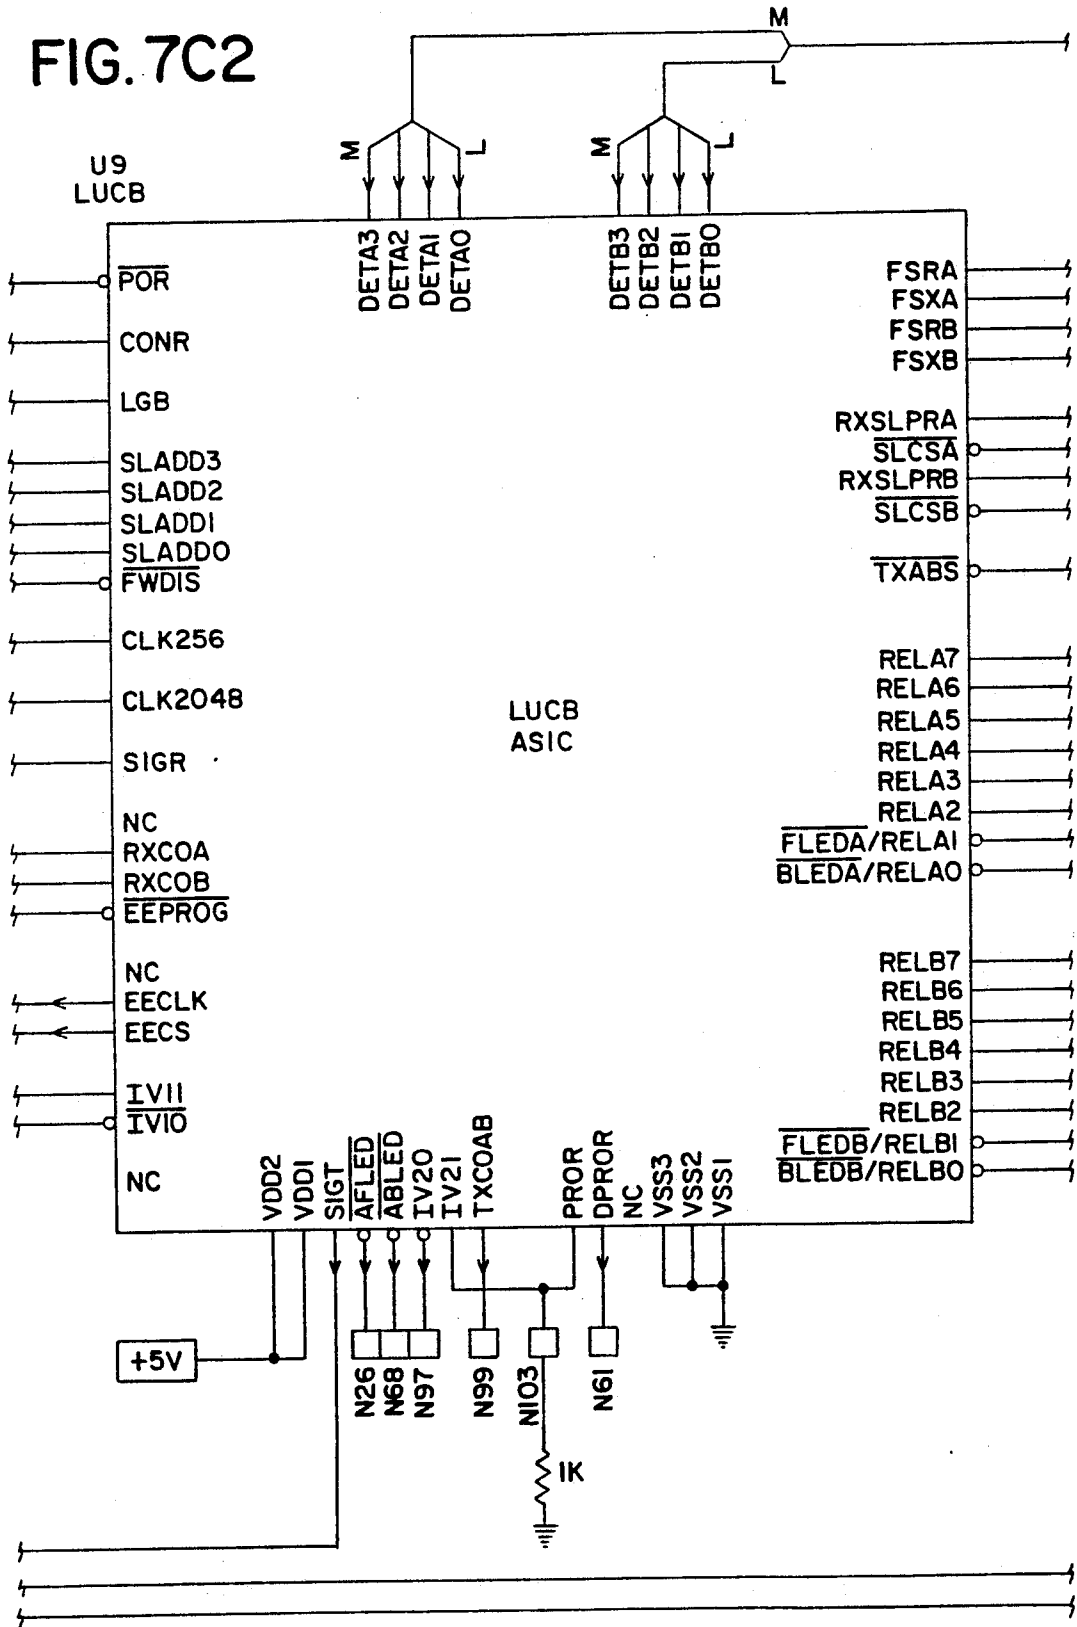 FIG. 7C2
M
L
M
L
M
L
U9
LUCB
DETA3
DETA2
DETA1
DETA0
DETB3
DETB2
DETB1
DETB0
POR
CONR
LGB
SLADD3
SLADD2
SLADD1
SLADD0
FWDIS
CLK256
CLK2048
SIGR
NC
RXCOA
RXCOB
EEPROG
NC
EECLK
EECS
IV11
IV10
NC
LUCB
ASIC
FSRA
FSXA
FSRB
FSXB
RXSLPRA
SLCSA
RXSLPRB
SLCSB
TXABS
RELA7
RELA6
RELA5
RELA4
RELA3
RELA2
FLEDA/RELA1
BLEDA/RELA0
RELB7
RELB6
RELB5
RELB4
RELB3
RELB2
FLEDB/RELB1
BLEDB/RELB0
VDD2
VDD1
SIGT
AFLED
ABLED
IV20
IV21
TXCOAB
PROR
DPROR
NC
VSS3
VSS2
VSS1
+5V
N26
N68
N97
N99
N103
N61
1K